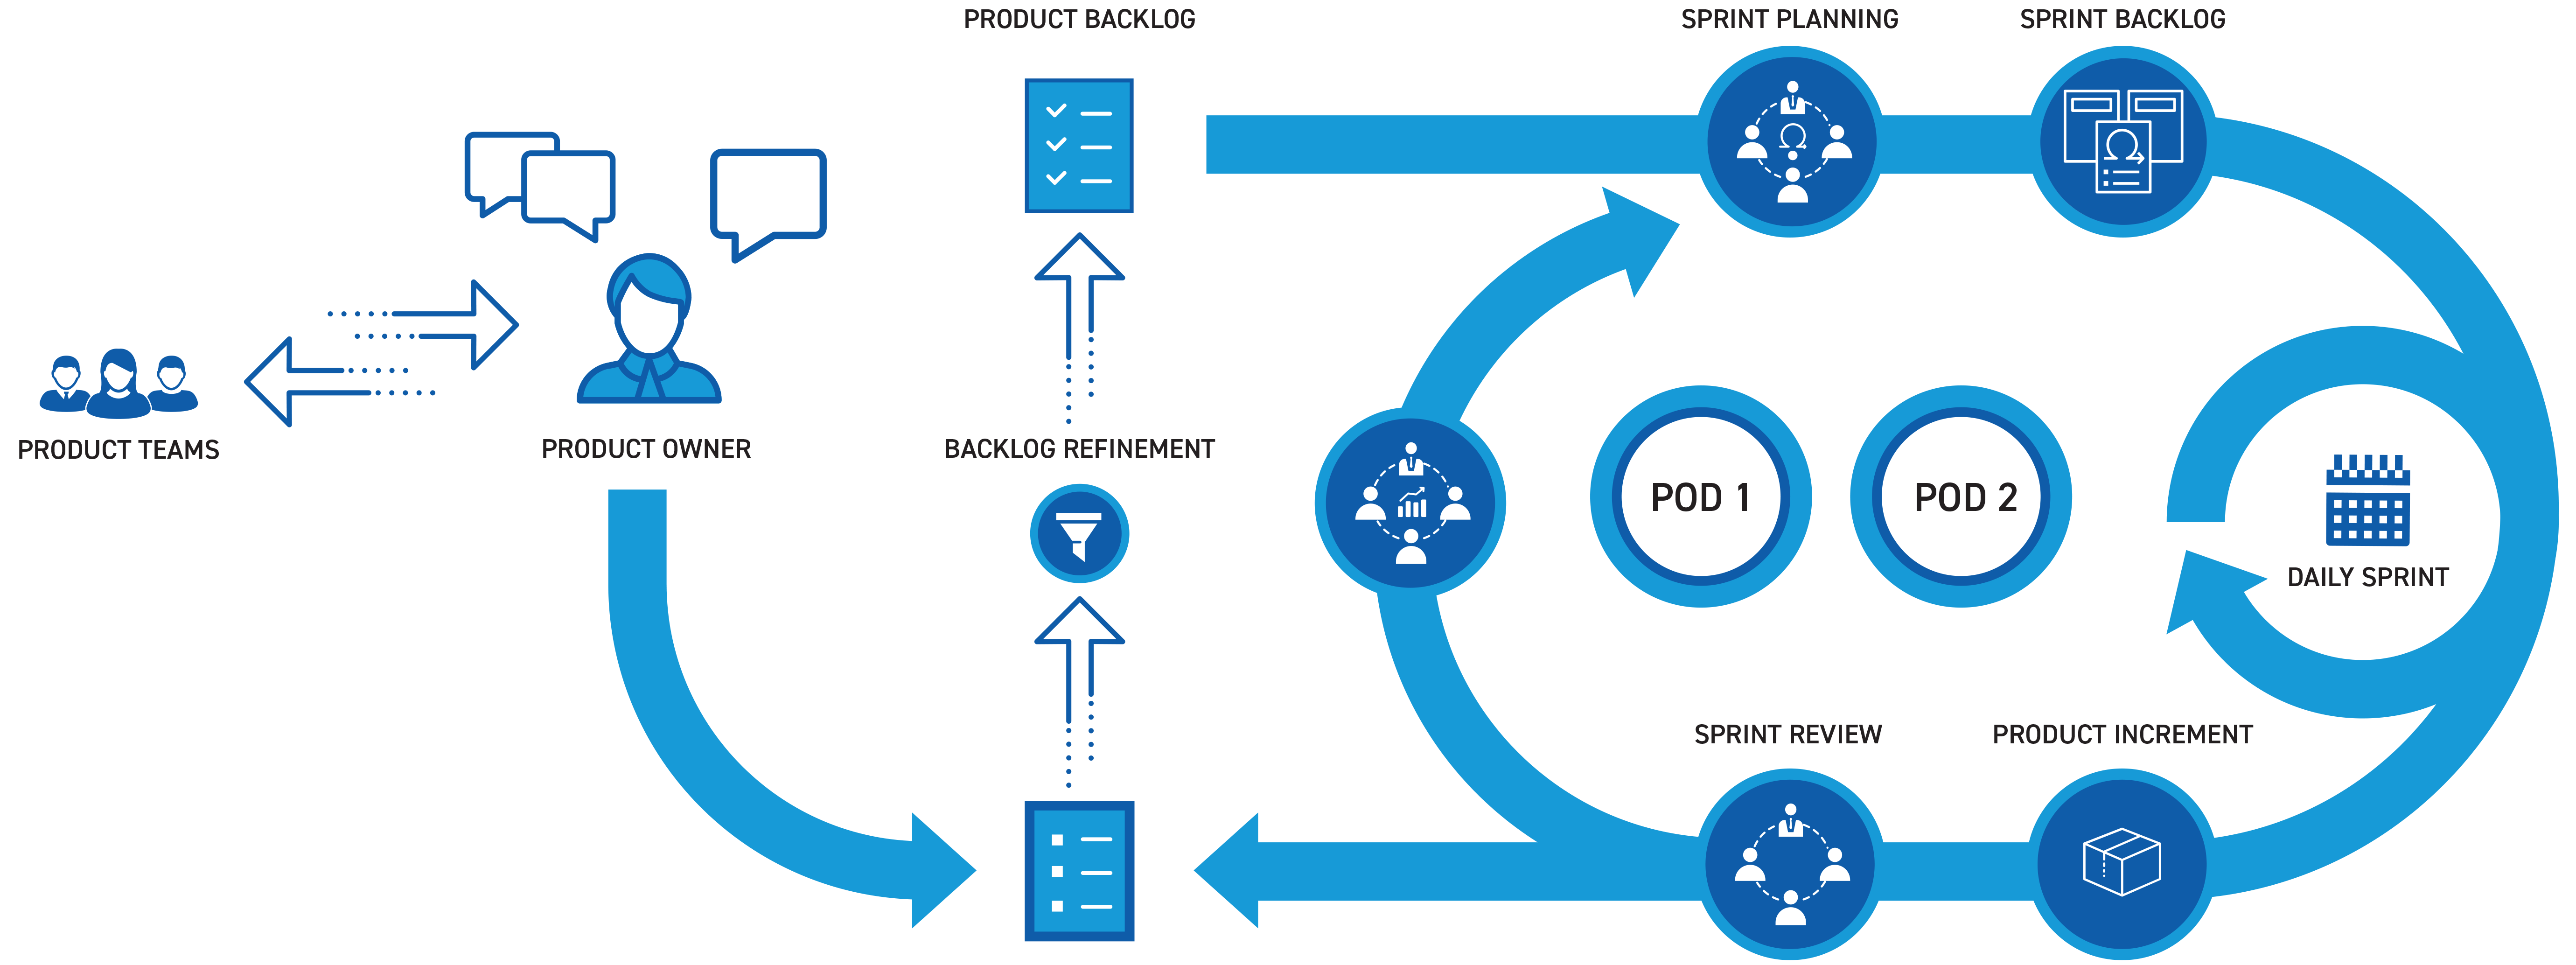 PRODUCT BACKLOG
SPRINT PLANNING
SPRINT BACKLOG
PRODUCT TEAMS
PRODUCT OWNER
BACKLOG REFINEMENT
POD 1
POD 2
DAILY SPRINT
SPRINT REVIEW
PRODUCT INCREMENT